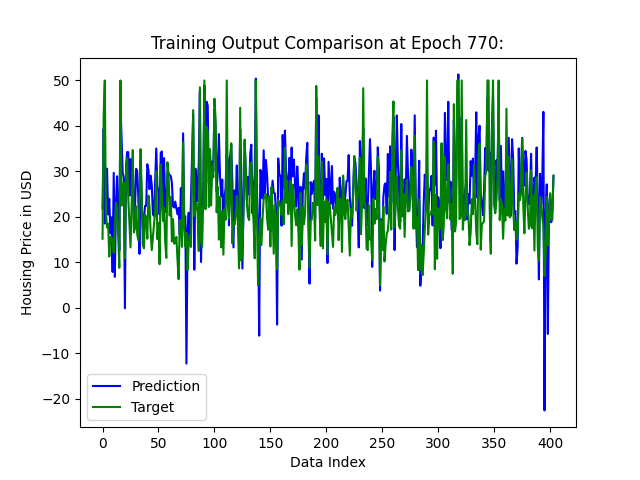 Training Output Comparison at Epoch 770:
Housing Price in USD
50
40
30
20
10
0
−10
−20
Prediction
Target
0 50 100 150 200 250 300 350 400
Data Index